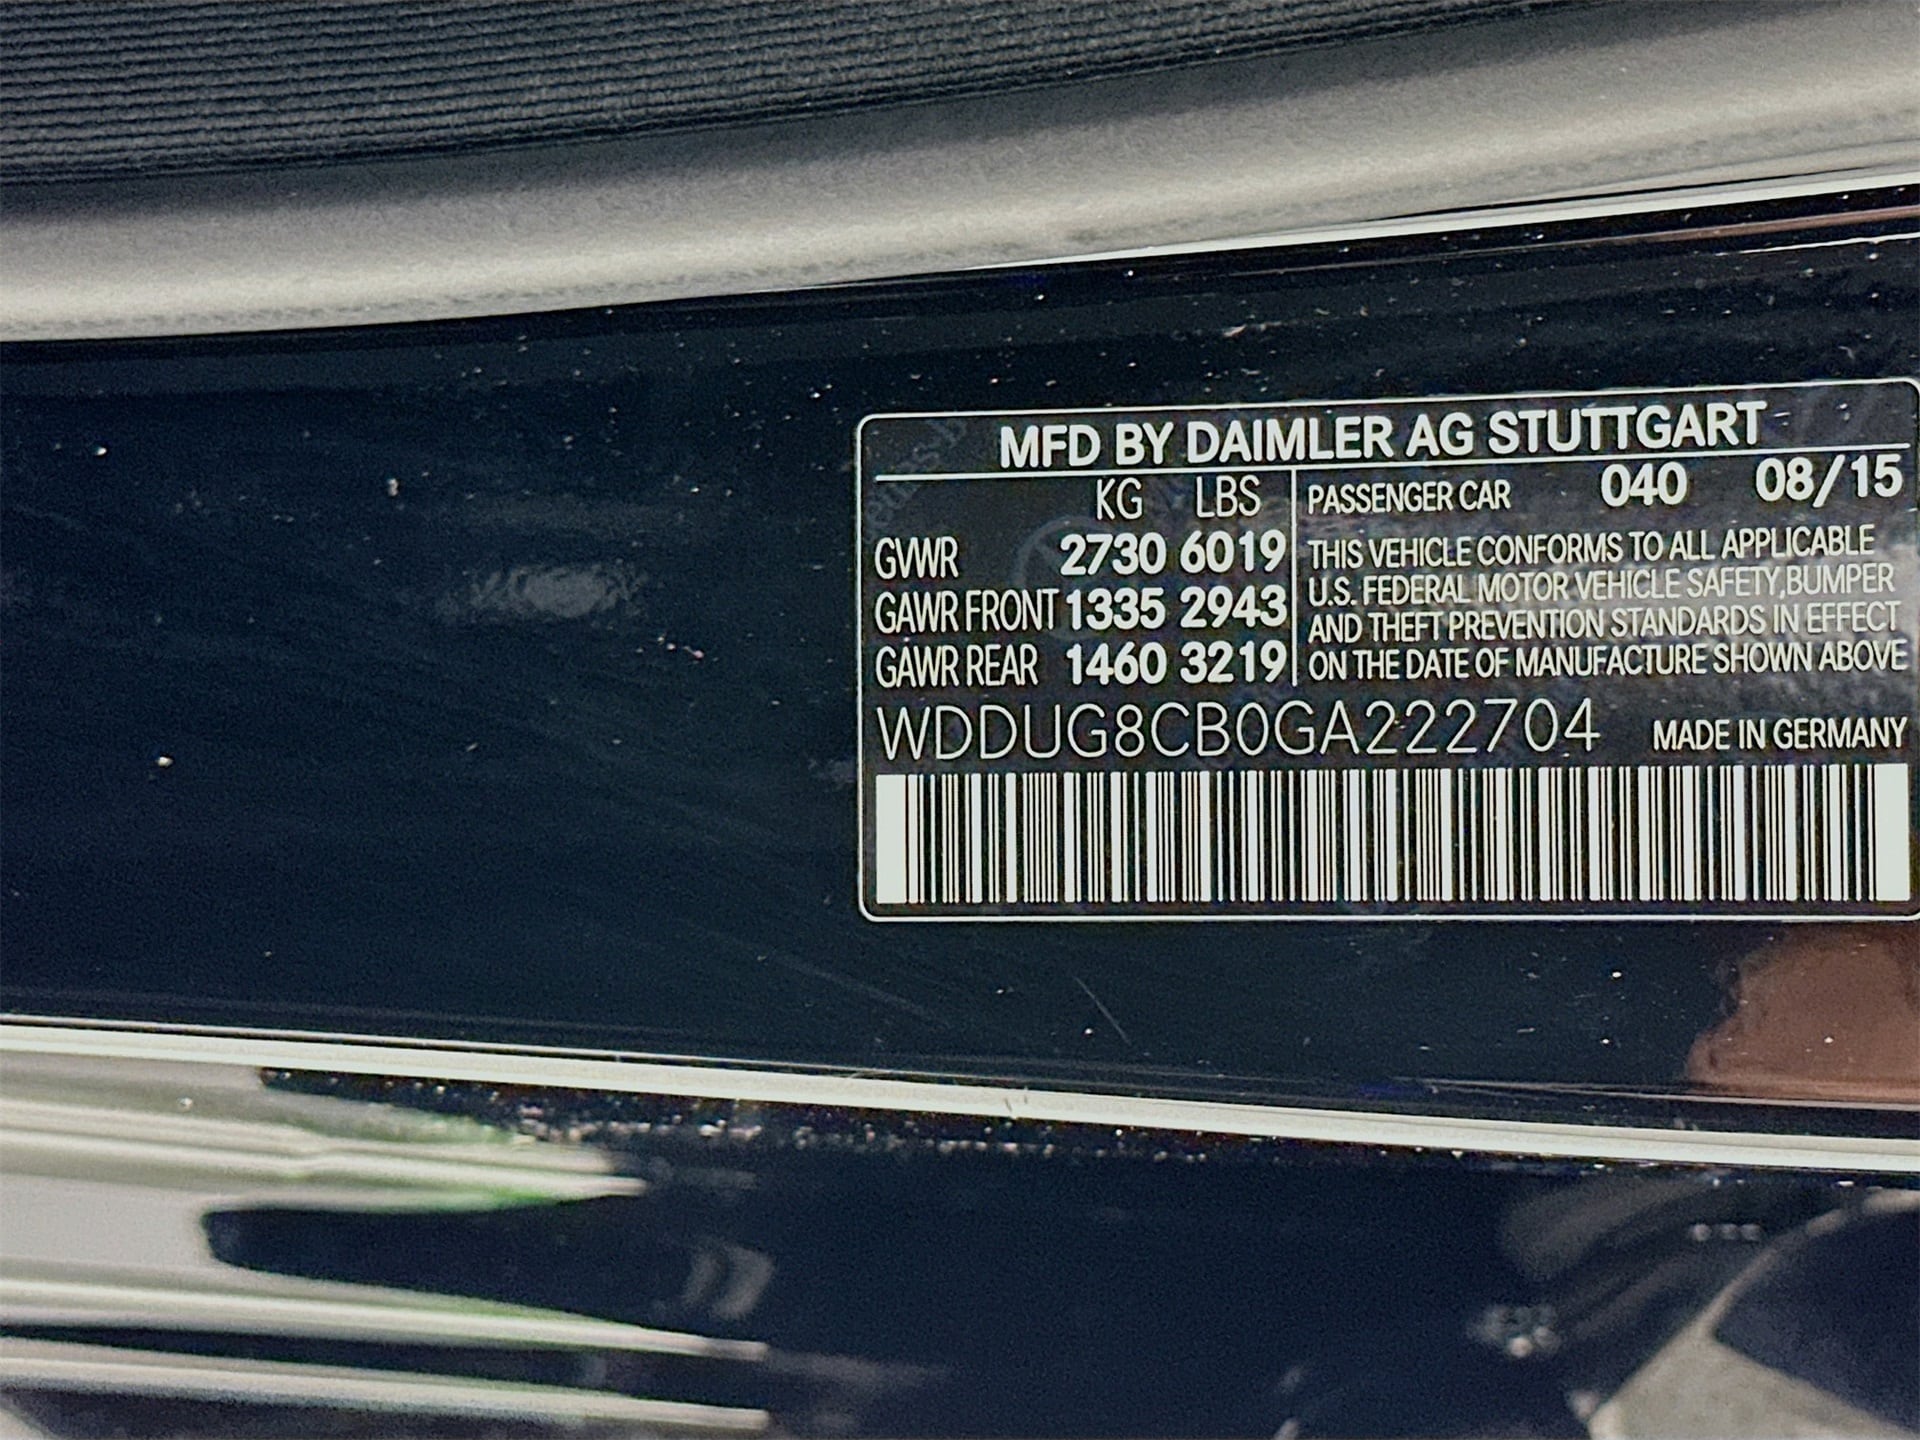 MFD BY DAIMLER AG STUTTGART
KG LBS
GVWR 2730 6019
GAWR FRONT 1335 2943
GAWR REAR 1460 3219
PASSENGER CAR 040 08/15
THIS VEHICLE CONFORMS TO ALL APPLICABLE
U.S. FEDERAL MOTOR VEHICLE SAFETY, BUMPER
AND THEFT PREVENTION STANDARDS IN EFFECT
ON THE DATE OF MANUFACTURE SHOWN ABOVE
WDDUG8CB0GA222704 MADE IN GERMANY